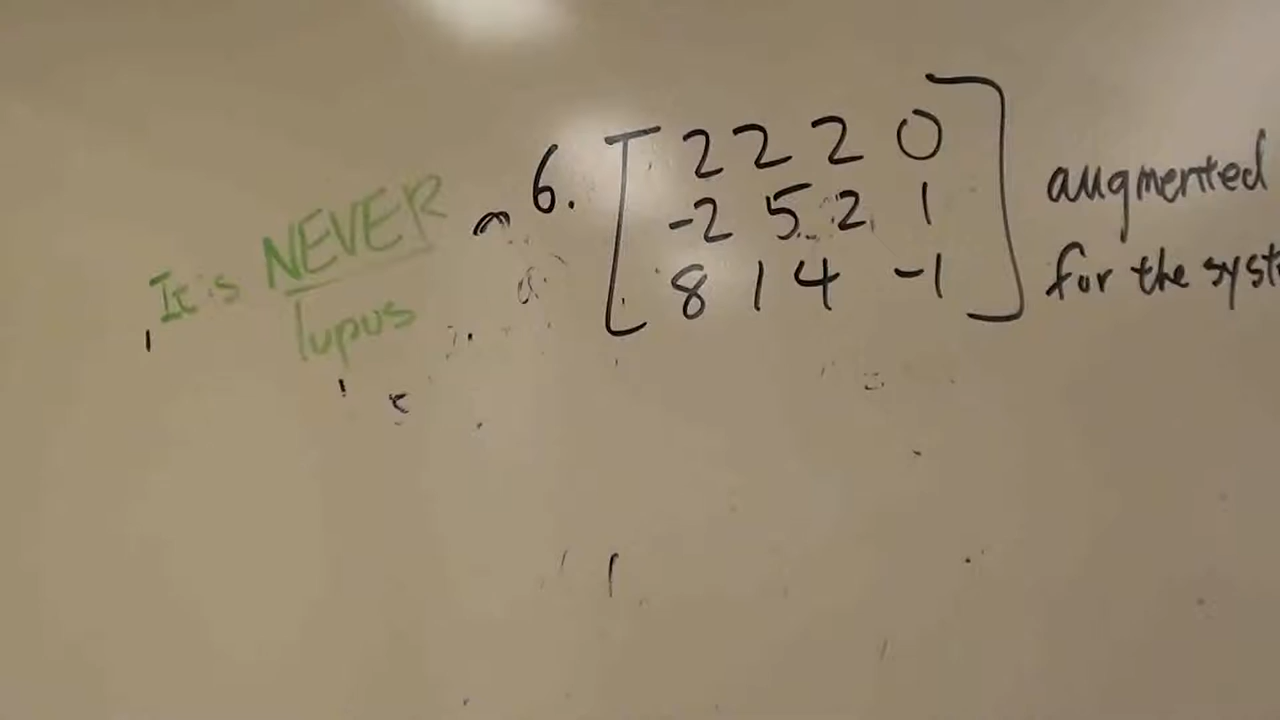 It is NEVER
lupus
6.
2 2 2 0
-2 5 2 1
8 1 4 -1
augmented
for the syst